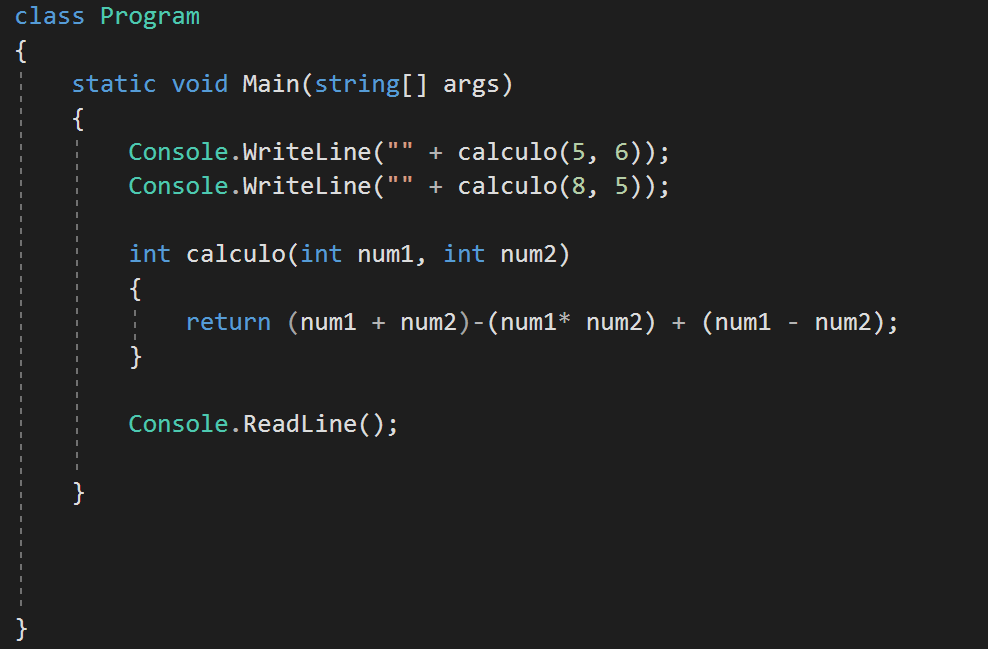 class Program
{
    static void Main(string[] args)
    {
        Console.WriteLine("" + calculo(5, 6));
        Console.WriteLine("" + calculo(8, 5));
        int calculo(int num1, int num2)
        {
            return (num1 + num2)-(num1* num2) + (num1 - num2);
        }
        Console.ReadLine();
    }
}